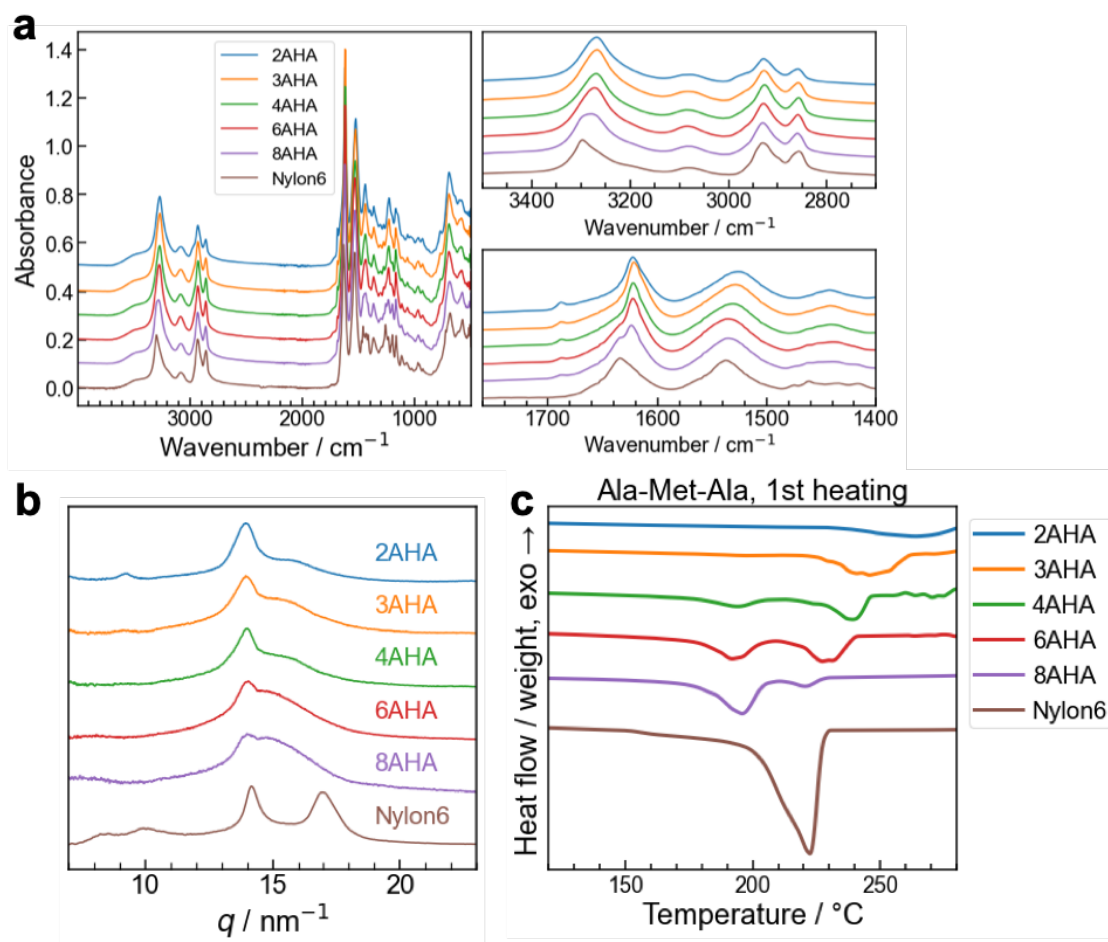 a
1.4
1.2
1.0
0.8
0.6
0.4
0.2
0.0
Absorbance
2AHA
3AHA
4AHA
6AHA
8AHA
Nylon6
3000 2000 1000
Wavenumber / cm⁻¹
3400 3200 3000 2800
Wavenumber / cm⁻¹
1700 1600 1500 1400
Wavenumber / cm⁻¹
b
2AHA
3AHA
4AHA
6AHA
8AHA
Nylon6
10 15 20
q / nm⁻¹
c
Ala-Met-Ala, 1st heating
Heat flow / weight, exo →
2AHA
3AHA
4AHA
6AHA
8AHA
Nylon6
150 200 250
Temperature / °C